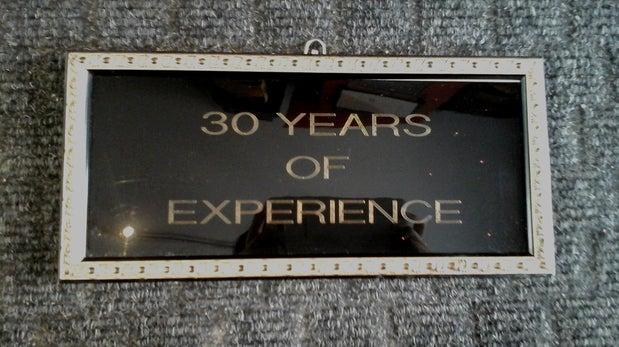 30 YEARS
OF
EXPERIENCE